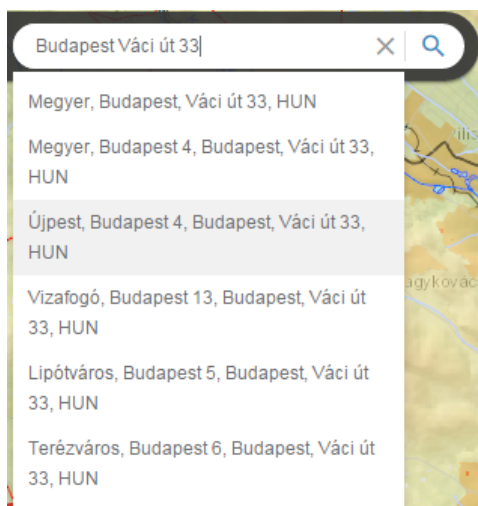 Budapest Váci út 33
Megyer, Budapest, Váci út 33, HUN
Megyer, Budapest 4, Budapest, Váci út 33,
HUN
Újpest, Budapest 4, Budapest, Váci út 33,
HUN
Vizafogó, Budapest 13, Budapest, Váci út
33, HUN
Lipótváros, Budapest 5, Budapest, Váci út
33, HUN
Terézváros, Budapest 6, Budapest, Váci út
33, HUN